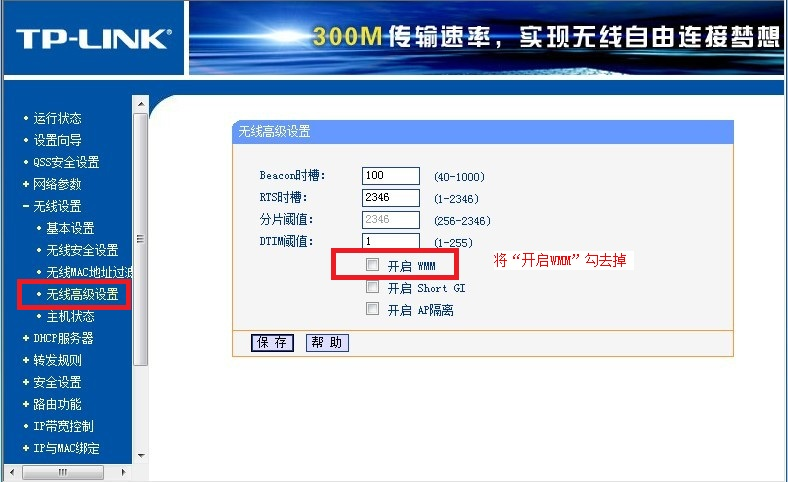 TP-LINK®
300M 传输速率，实现无线自由连接梦想
运行状态
设置向导
QSS安全设置
+ 网络参数
- 无线设置
基本设置
无线安全设置
无线MAC地址过滤
无线高级设置
主机状态
+ DHCP服务器
+ 转发规则
+ 安全设置
+ 路由功能
IP带宽控制
+ IP与MAC绑定
无线高级设置
Beacon时槽： 100 (40-1000)
RTS时槽： 2346 (1-2346)
分片阈值： 2346 (256-2346)
DTIM阈值： 1 (1-255)
开启 WMM 将“开启WMM”勾去掉
开启 Short GI
开启 AP隔离
保 存 帮 助